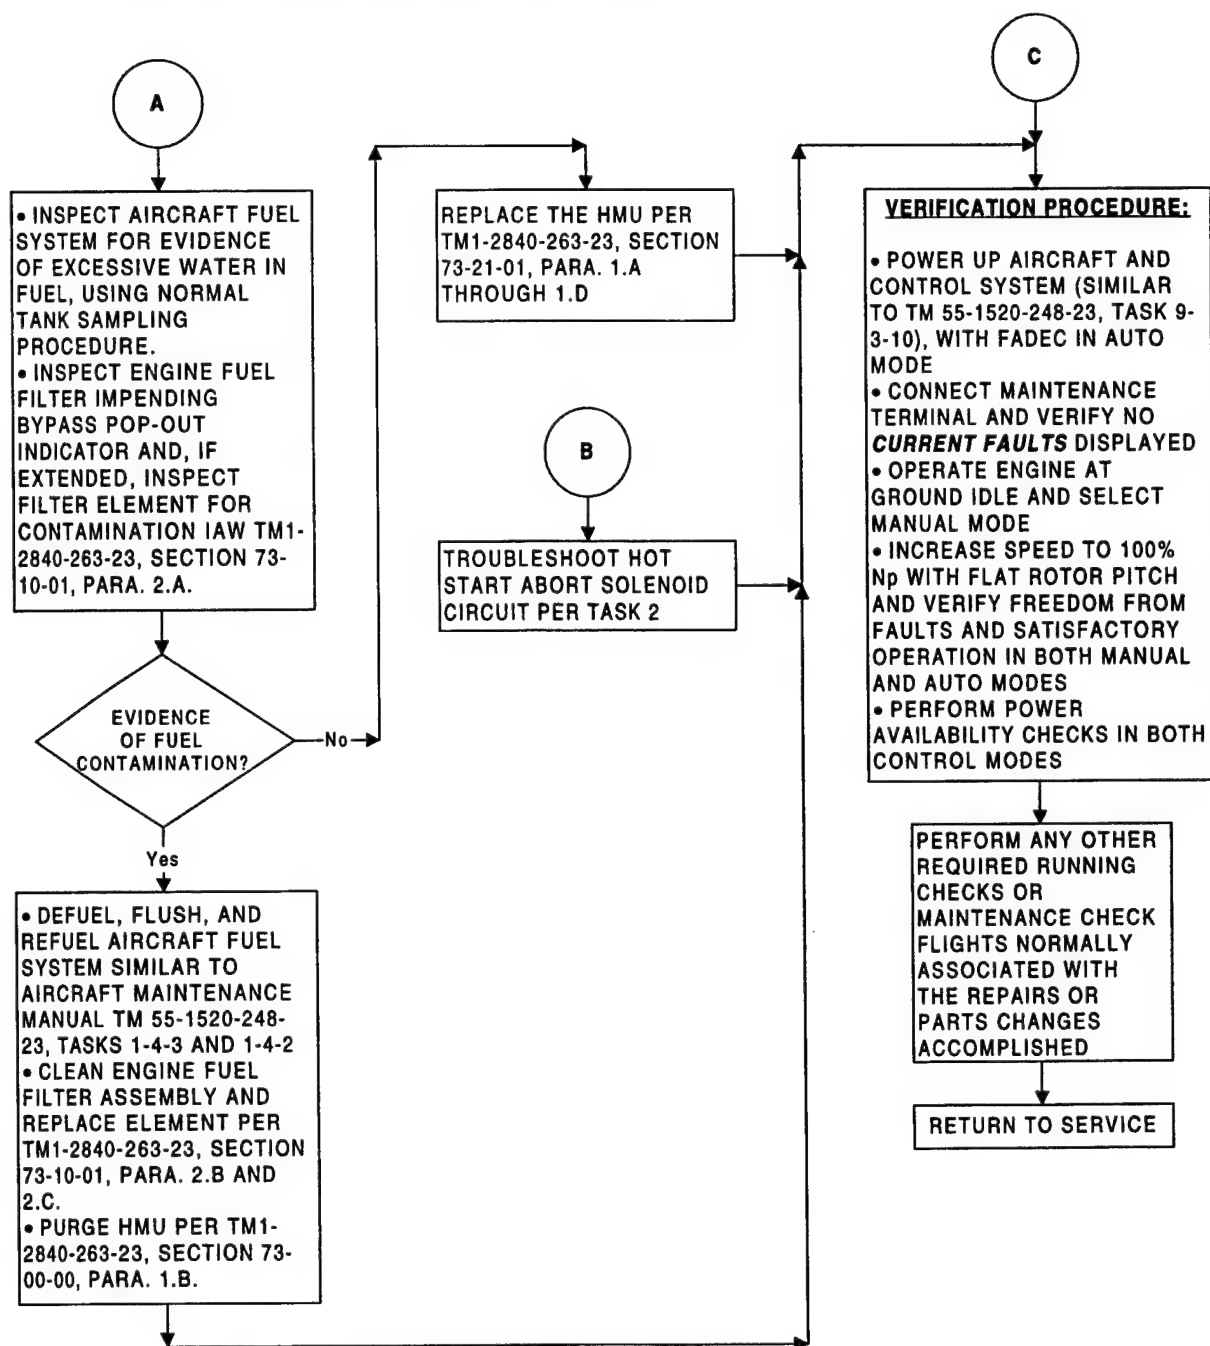 A
• INSPECT AIRCRAFT FUEL
SYSTEM FOR EVIDENCE
OF EXCESSIVE WATER IN
FUEL, USING NORMAL
TANK SAMPLING
PROCEDURE.
• INSPECT ENGINE FUEL
FILTER IMPENDING
BYPASS POP-OUT
INDICATOR AND, IF
EXTENDED, INSPECT
FILTER ELEMENT FOR
CONTAMINATION IAW TM1-
2840-263-23, SECTION 73-
10-01, PARA. 2.A.
EVIDENCE
OF FUEL
CONTAMINATION?
No
Yes
• DEFUEL, FLUSH, AND
REFUEL AIRCRAFT FUEL
SYSTEM SIMILAR TO
AIRCRAFT MAINTENANCE
MANUAL TM 55-1520-248-
23, TASKS 1-4-3 AND 1-4-2
• CLEAN ENGINE FUEL
FILTER ASSEMBLY AND
REPLACE ELEMENT PER
TM1-2840-263-23, SECTION
73-10-01, PARA. 2.B AND
2.C.
• PURGE HMU PER TM1-
2840-263-23, SECTION 73-
00-00, PARA. 1.B.
REPLACE THE HMU PER
TM1-2840-263-23, SECTION
73-21-01, PARA. 1.A
THROUGH 1.D
B
TROUBLESHOOT HOT
START ABORT SOLENOID
CIRCUIT PER TASK 2
C
VERIFICATION PROCEDURE:
• POWER UP AIRCRAFT AND
CONTROL SYSTEM (SIMILAR
TO TM 55-1520-248-23, TASK 9-
3-10), WITH FADEC IN AUTO
MODE
• CONNECT MAINTENANCE
TERMINAL AND VERIFY NO
CURRENT FAULTS DISPLAYED
• OPERATE ENGINE AT
GROUND IDLE AND SELECT
MANUAL MODE
• INCREASE SPEED TO 100%
Np WITH FLAT ROTOR PITCH
AND VERIFY FREEDOM FROM
FAULTS AND SATISFACTORY
OPERATION IN BOTH MANUAL
AND AUTO MODES
• PERFORM POWER
AVAILABILITY CHECKS IN BOTH
CONTROL MODES
PERFORM ANY OTHER
REQUIRED RUNNING
CHECKS OR
MAINTENANCE CHECK
FLIGHTS NORMALLY
ASSOCIATED WITH
THE REPAIRS OR
PARTS CHANGES
ACCOMPLISHED
RETURN TO SERVICE